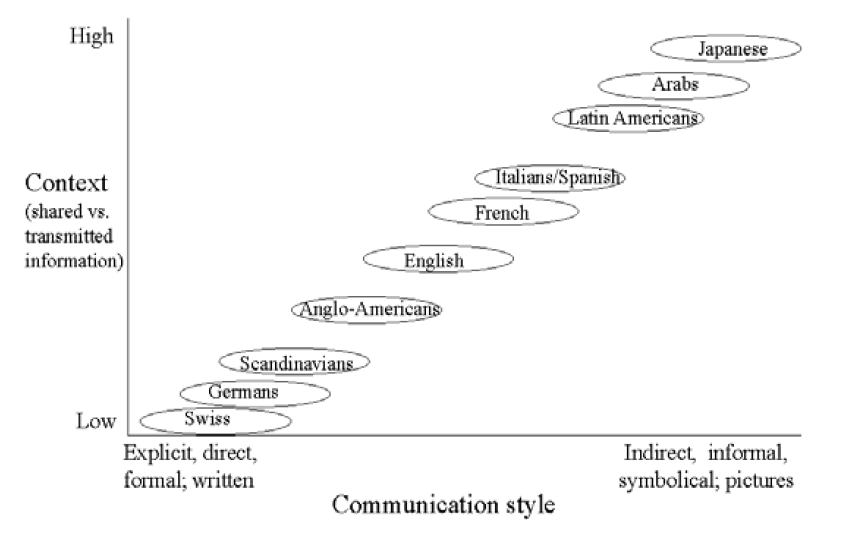 High
Japanese
Arabs
Latin Americans
Italians/Spanish
Context
(shared vs.
transmitted
information)
French
English
Anglo-Americans
Scandinavians
Germans
Swiss
Low
Explicit, direct,
formal; written
Indirect, informal,
symbolical; pictures
Communication style